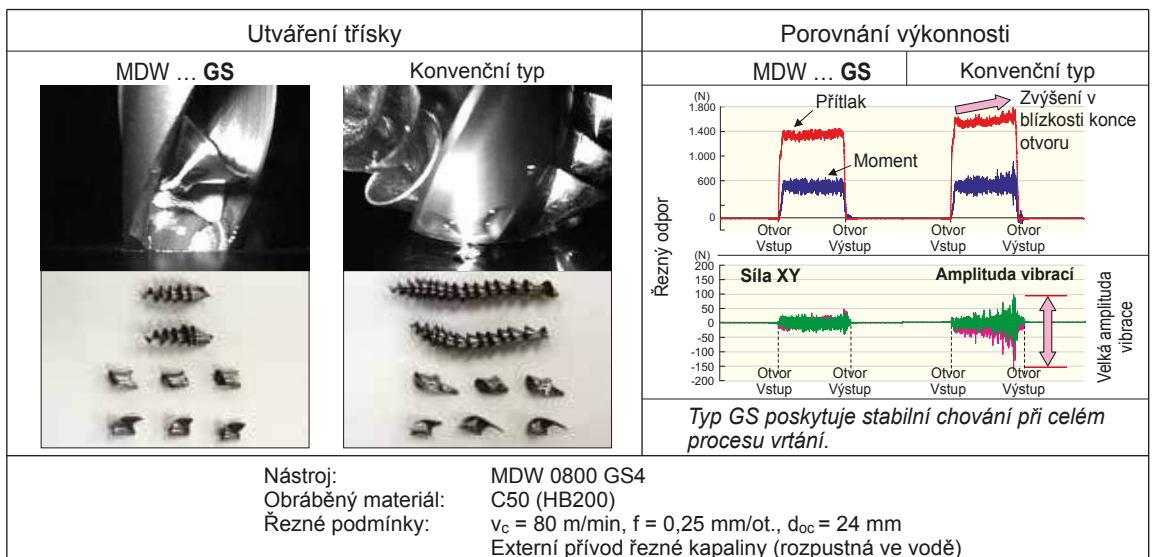 Utváření třísky
MDW … GS
Konvenční typ
Porovnání výkonnosti
MDW … GS
Konvenční typ
Řezný odpor
(N)
1.800
1.400
1.000
600
0
Přítlak
Moment
Zvýšení v
blízkosti konce
otvoru
Otvor
Vstup
Otvor
Výstup
Otvor
Vstup
Otvor
Výstup
(N)
200
150
100
50
0
-50
-100
-150
-200
Síla XY
Amplituda vibrací
Velká amplituda
vibrace
Otvor
Vstup
Otvor
Výstup
Otvor
Vstup
Otvor
Výstup
Typ GS poskytuje stabilní chování při celém
procesu vrtání.
Nástroj: MDW 0800 GS4
Obráběný materiál: C50 (HB200)
Řezné podmínky: vc = 80 m/min, f = 0,25 mm/ot., doc = 24 mm
Externí přívod řezné kapaliny (rozpustná ve vodě)